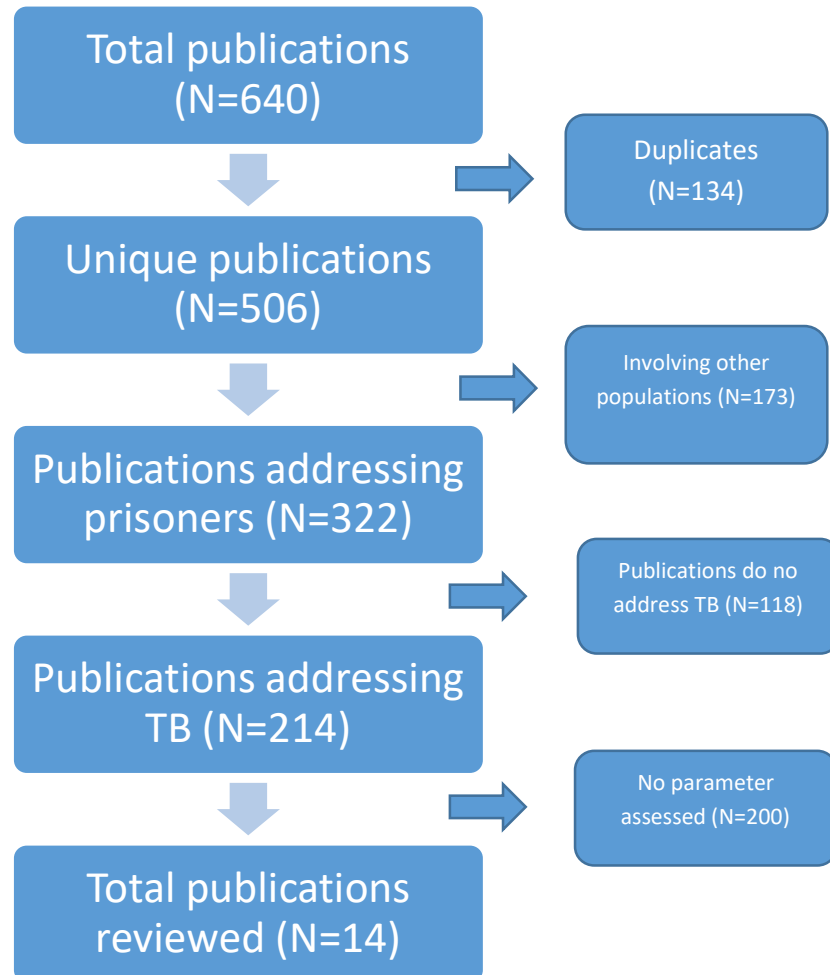 Total publications
(N=640)
Duplicates
(N=134)
Unique publications
(N=506)
Involving other
populations (N=173)
Publications addressing
prisoners (N=322)
Publications do no
address TB (N=118)
Publications addressing
TB (N=214)
No parameter
assessed (N=200)
Total publications
reviewed (N=14)